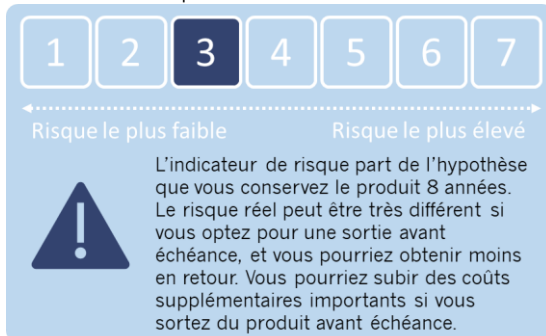 1 2 3 4 5 6 7
Risque le plus faible Risque le plus élevé
L'indicateur de risque part de l'hypothèse
que vous conservez le produit 8 années.
Le risque réel peut être très différent si
vous optez pour une sortie avant
échéance, et vous pourriez obtenir moins
en retour. Vous pourriez subir des coûts
supplémentaires importants si vous
sortez du produit avant échéance.